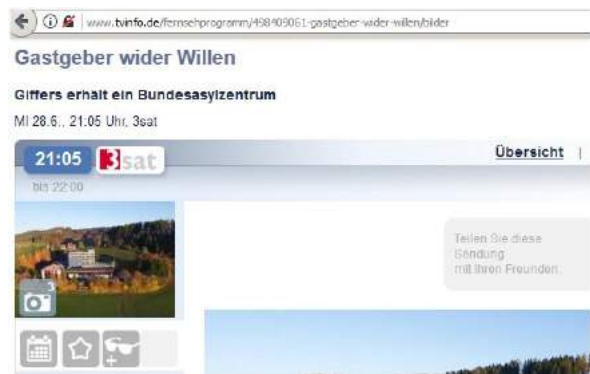 www.tvinfo.de/fernsehprogramm/498409061-gastgeber-wider-willen/bilder
Gastgeber wider Willen
Giffers erhält ein Bundesasylzentrum
MI 28.6., 21:05 Uhr, 3sat
21:05 3sat
Übersicht |
bis 22:00
Teilen Sie diese
Sendung
mit Ihren Freunden.
3